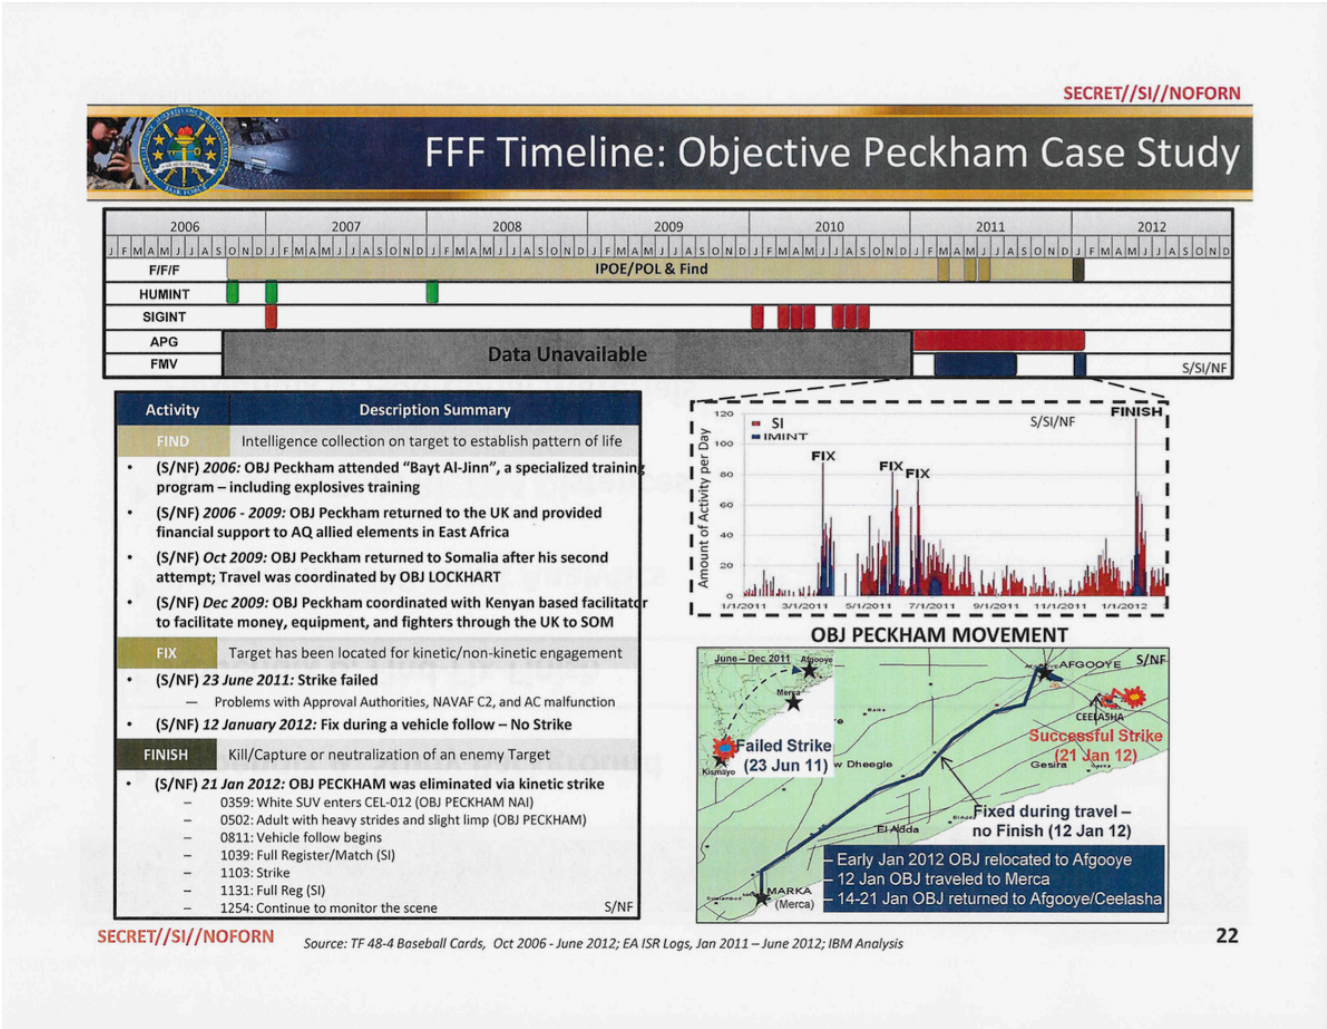 SECRET//SI//NOFORN
FFF Timeline: Objective Peckham Case Study
2006 2007 2008 2009 2010 2011 2012
J F M A M J J A S O N D J F M A M J J A S O N D J F M A M J J A S O N D J F M A M J J A S O N D J F M A M J J A S O N D J F M A M J J A S O N D J F M A M J J A S O N D
F/F/F IPOE/POL & Find
HUMINT
SIGINT
APG
Data Unavailable
FMV S/SI/NF
Activity Description Summary
FIND Intelligence collection on target to establish pattern of life
• (S/NF) 2006: OBJ Peckham attended “Bayt Al-Jinn”, a specialized training
program – including explosives training
• (S/NF) 2006 - 2009: OBJ Peckham returned to the UK and provided
financial support to AQ allied elements in East Africa
• (S/NF) Oct 2009: OBJ Peckham returned to Somalia after his second
attempt; Travel was coordinated by OBJ LOCKHART
• (S/NF) Dec 2009: OBJ Peckham coordinated with Kenyan based facilitator
to facilitate money, equipment, and fighters through the UK to SOM
FIX Target has been located for kinetic/non-kinetic engagement
• (S/NF) 23 June 2011: Strike failed
— Problems with Approval Authorities, NAVAF C2, and AC malfunction
• (S/NF) 12 January 2012: Fix during a vehicle follow – No Strike
FINISH Kill/Capture or neutralization of an enemy Target
• (S/NF) 21 Jan 2012: OBJ PECKHAM was eliminated via kinetic strike
– 0359: White SUV enters CEL-012 (OBJ PECKHAM NAI)
– 0502: Adult with heavy strides and slight limp (OBJ PECKHAM)
– 0811: Vehicle follow begins
– 1039: Full Register/Match (SI)
– 1103: Strike
– 1131: Full Reg (SI)
– 1254: Continue to monitor the scene S/NF
Amount of Activity per Day
120
100
80
60
40
20
0
SI
IMINT
S/SI/NF
FINISH
FIX
FIX
FIX
1/1/2011 3/1/2011 5/1/2011 7/1/2011 9/1/2011 11/1/2011 1/1/2012
OBJ PECKHAM MOVEMENT
June – Dec 2011 Afgooye
Merca
Kismayo
Failed Strike
(23 Jun 11)
AFGOOYE S/NF
CEELASHA
Successful Strike
(21 Jan 12)
w Dheegle
Gesira
Fixed during travel –
no Finish (12 Jan 12)
El Adda
MARKA
(Merca)
– Early Jan 2012 OBJ relocated to Afgooye
– 12 Jan OBJ traveled to Merca
– 14-21 Jan OBJ returned to Afgooye/Ceelasha
SECRET//SI//NOFORN
Source: TF 48-4 Baseball Cards, Oct 2006 - June 2012; EA ISR Logs, Jan 2011 – June 2012; IBM Analysis
22